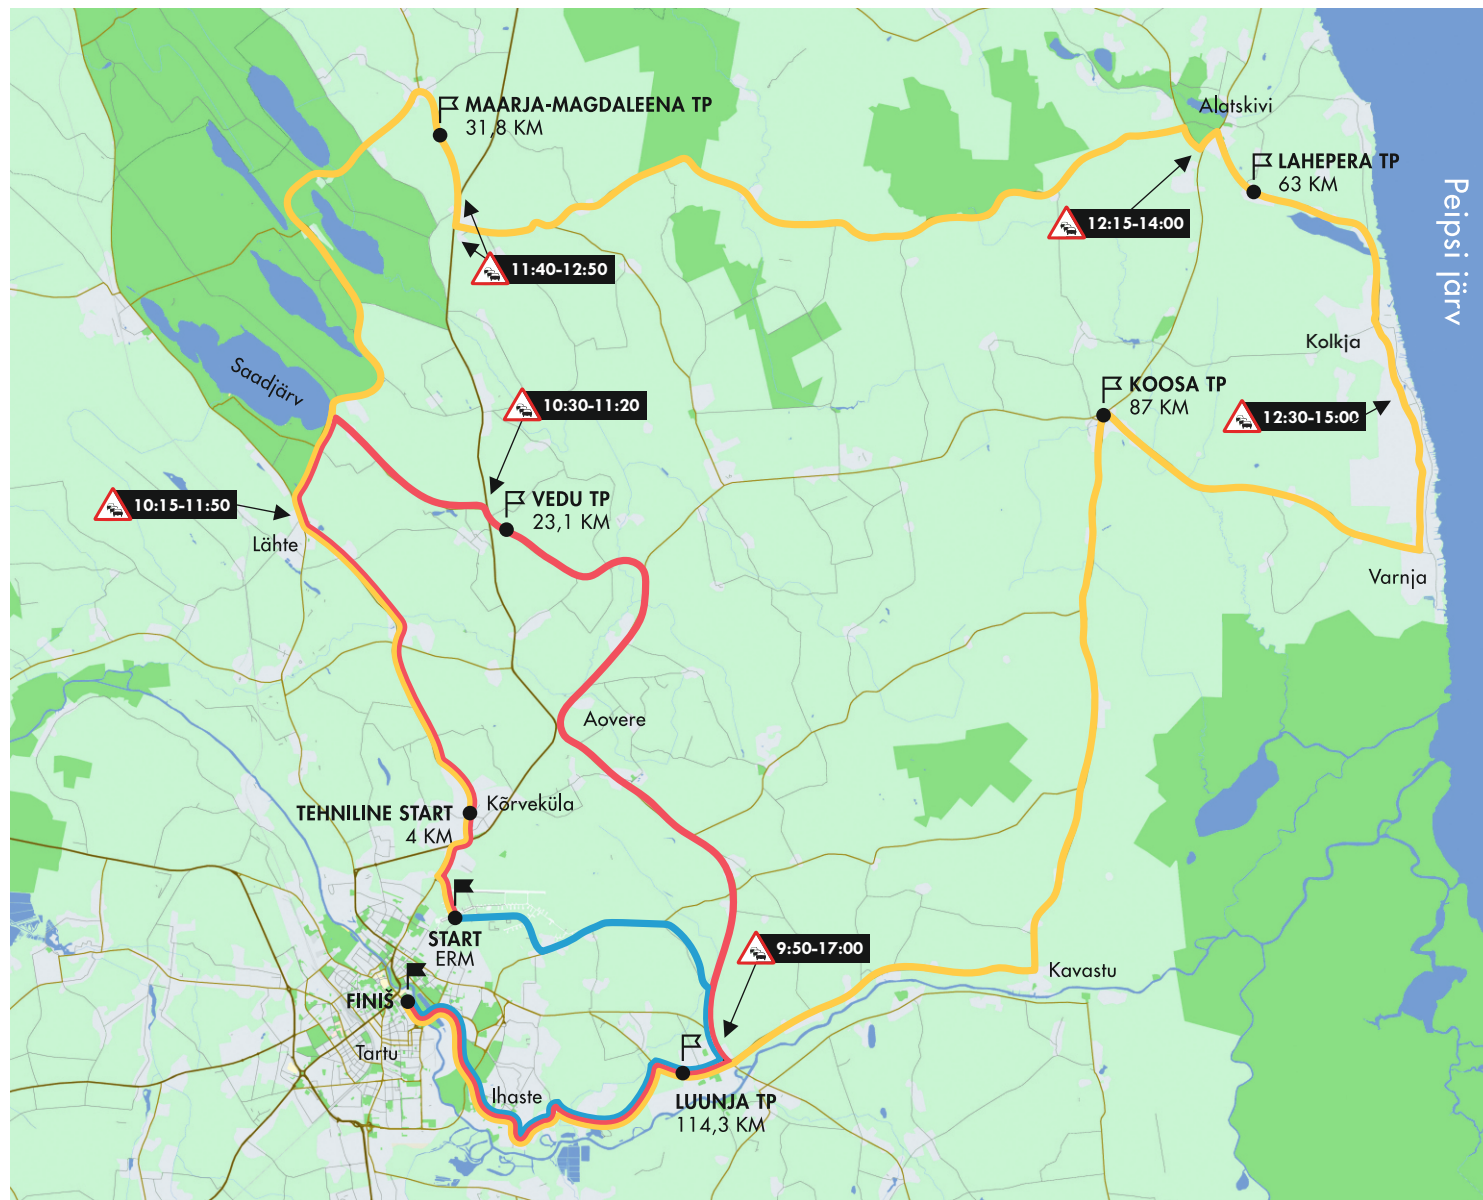 MAARJA-MAGDALEENA TP
31,8 KM
Alatskivi
LAHEPERA TP
63 KM
Peipsi järv
12:15-14:00
11:40-12:50
Kolkja
Saadjärv
KOOSA TP
87 KM
10:30-11:20
12:30-15:00
VEDU TP
23,1 KM
10:15-11:50
Lähte
Varnja
Aovere
Kõrveküla
TEHNILINE START
4 KM
START
ERM
9:50-17:00
Kavastu
FINIŠ
Tartu
Ihaste
LUUNJA TP
114,3 KM